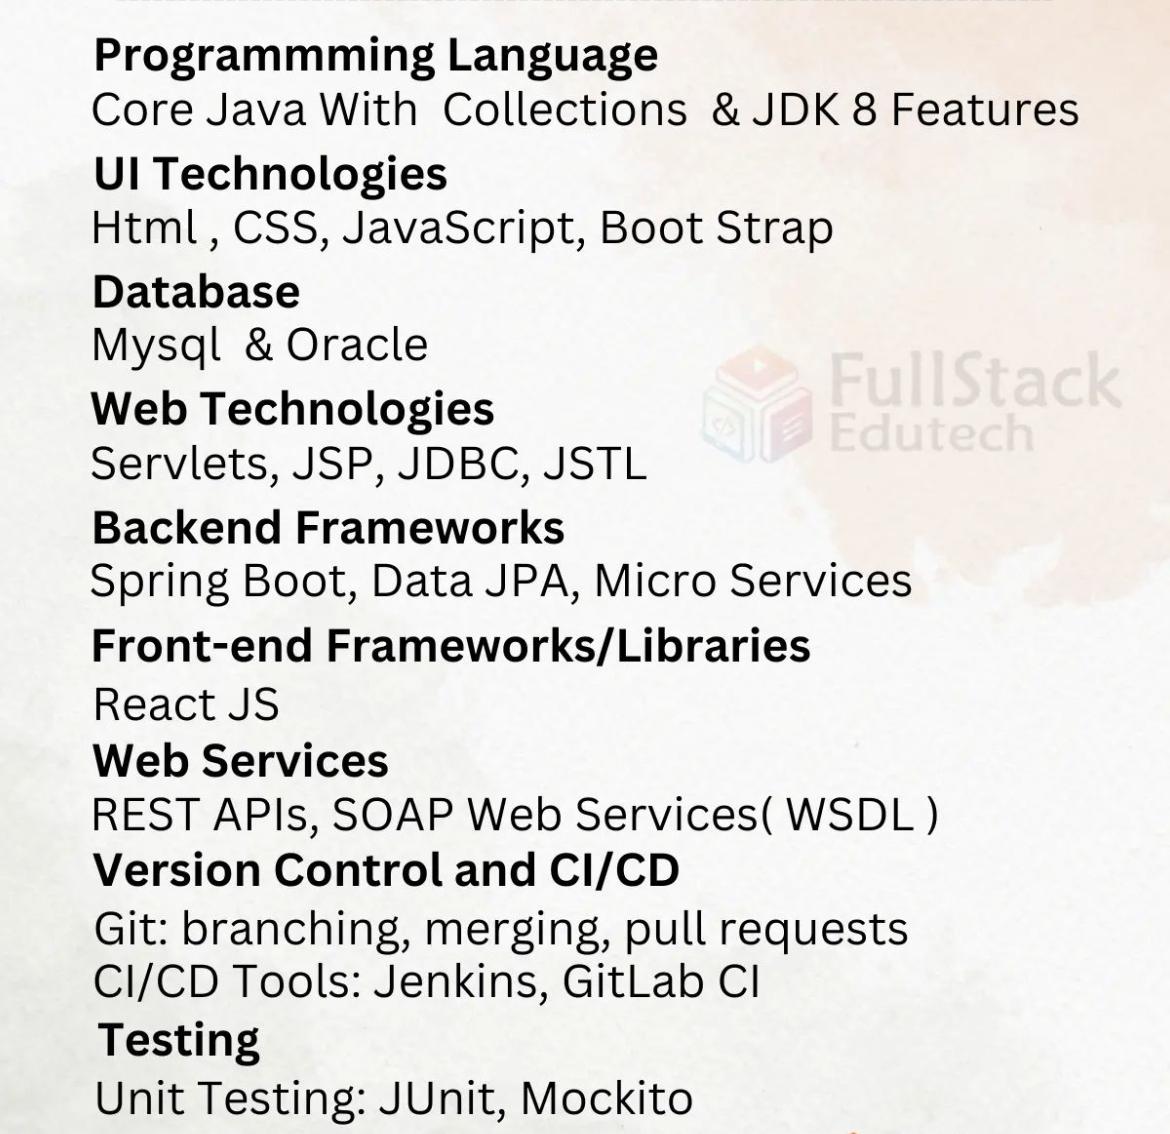 Programmming Language
Core Java With Collections & JDK 8 Features
UI Technologies
Html , CSS, JavaScript, Boot Strap
Database
Mysql & Oracle
Web Technologies
Servlets, JSP, JDBC, JSTL
Backend Frameworks
Spring Boot, Data JPA, Micro Services
Front-end Frameworks/Libraries
React JS
Web Services
REST APIs, SOAP Web Services( WSDL )
Version Control and CI/CD
Git: branching, merging, pull requests
CI/CD Tools: Jenkins, GitLab CI
Testing
Unit Testing: JUnit, Mockito
FullStack
Edutech